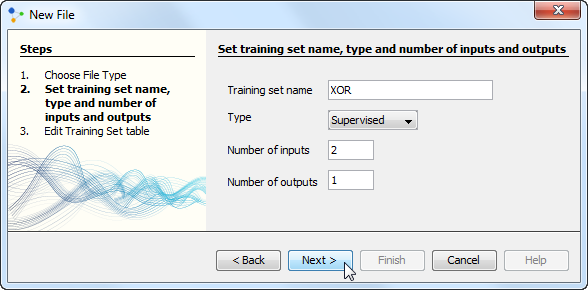 New File
Steps
1. Choose File Type
2. Set training set name,
type and number of
inputs and outputs
3. Edit Training Set table
Set training set name, type and number of inputs and outputs
Training set name XOR
Type Supervised
Number of inputs 2
Number of outputs 1
< Back Next > Finish Cancel Help